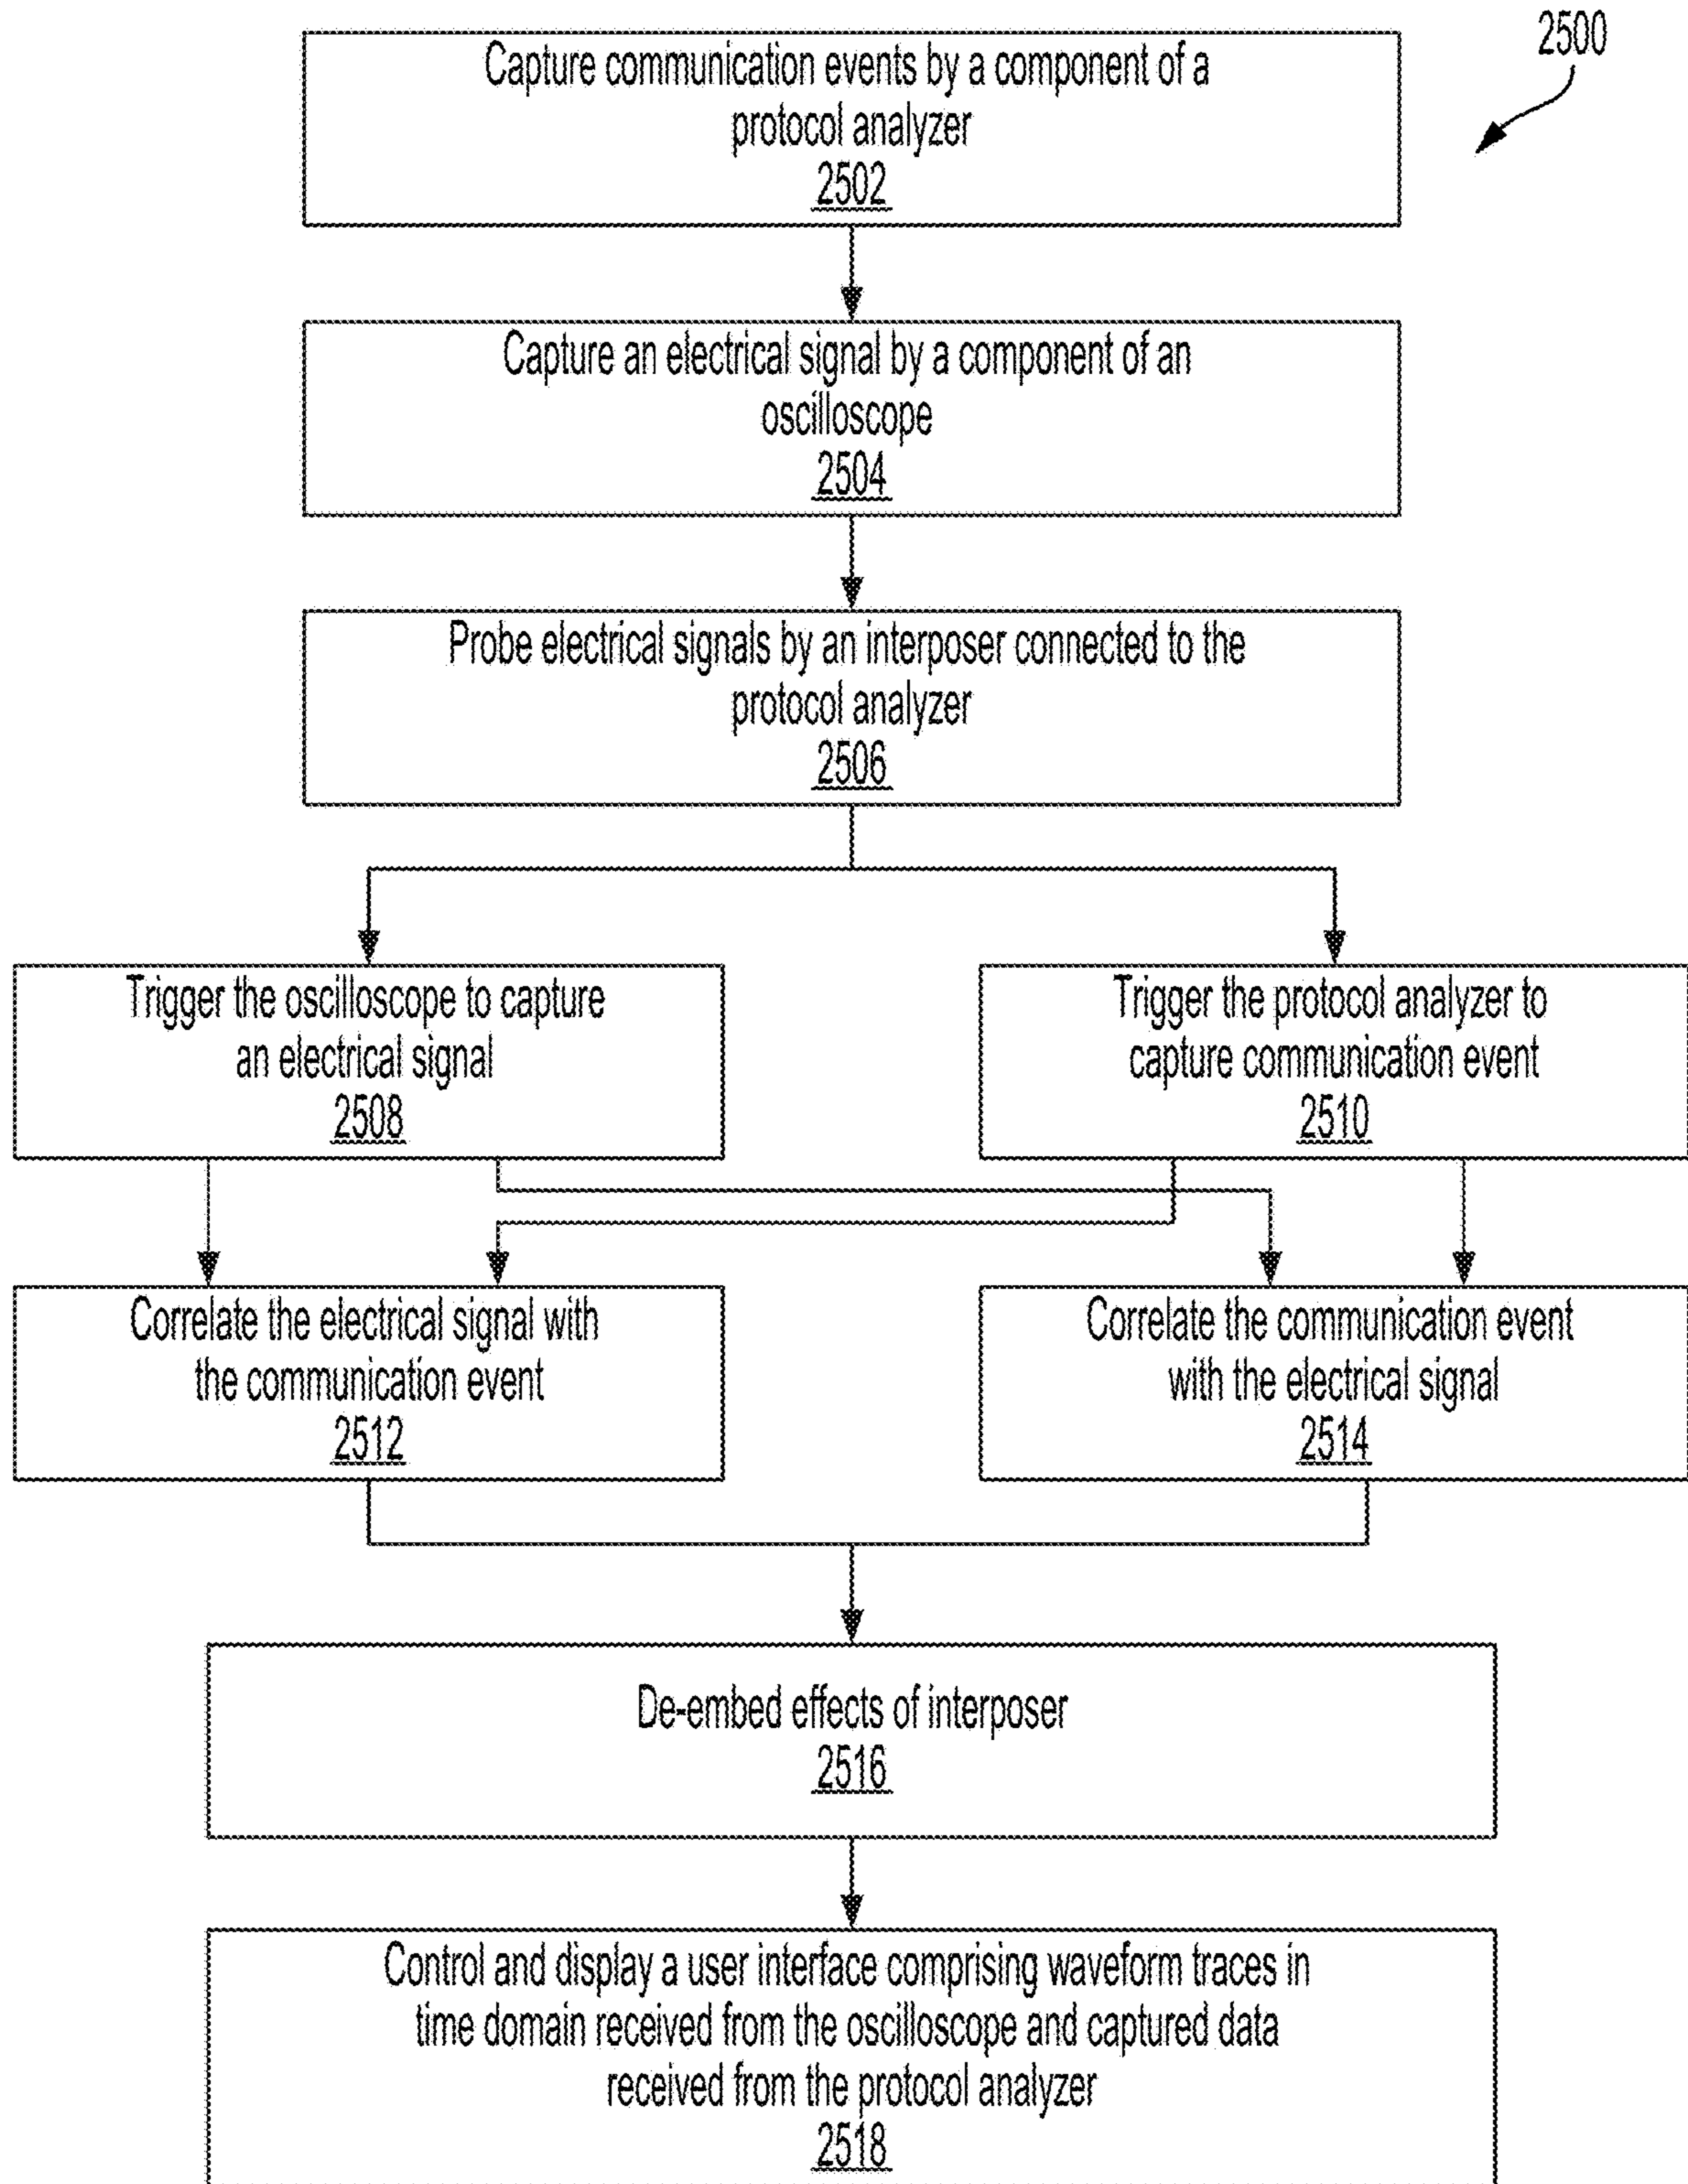 2500
Capture communication events by a component of a
protocol analyzer
2502
Capture an electrical signal by a component of an
oscilloscope
2504
Probe electrical signals by an interposer connected to the
protocol analyzer
2506
Trigger the oscilloscope to capture
an electrical signal
2508
Trigger the protocol analyzer to
capture communication event
2510
Correlate the electrical signal with
the communication event
2512
Correlate the communication event
with the electrical signal
2514
De-embed effects of interposer
2516
Control and display a user interface comprising waveform traces in
time domain received from the oscilloscope and captured data
received from the protocol analyzer
2518